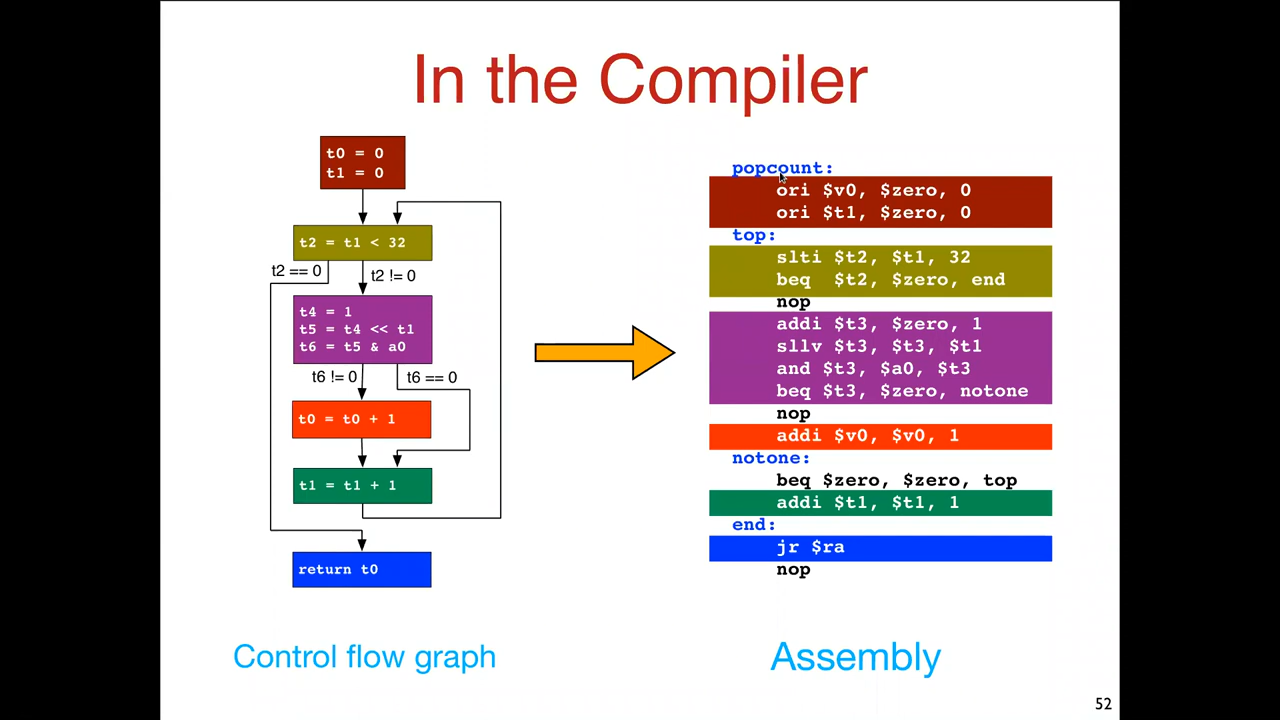 In the Compiler
t0 = 0
t1 = 0
t2 = t1 < 32
t2 == 0
t2 != 0
t4 = 1
t5 = t4 << t1
t6 = t5 & a0
t6 != 0
t6 == 0
t0 = t0 + 1
t1 = t1 + 1
return t0
Control flow graph
popcount:
ori $v0, $zero, 0
ori $t1, $zero, 0
top:
slti $t2, $t1, 32
beq $t2, $zero, end
nop
addi $t3, $zero, 1
sllv $t3, $t3, $t1
and $t3, $a0, $t3
beq $t3, $zero, notone
nop
addi $v0, $v0, 1
notone:
beq $zero, $zero, top
addi $t1, $t1, 1
end:
jr $ra
nop
Assembly
52